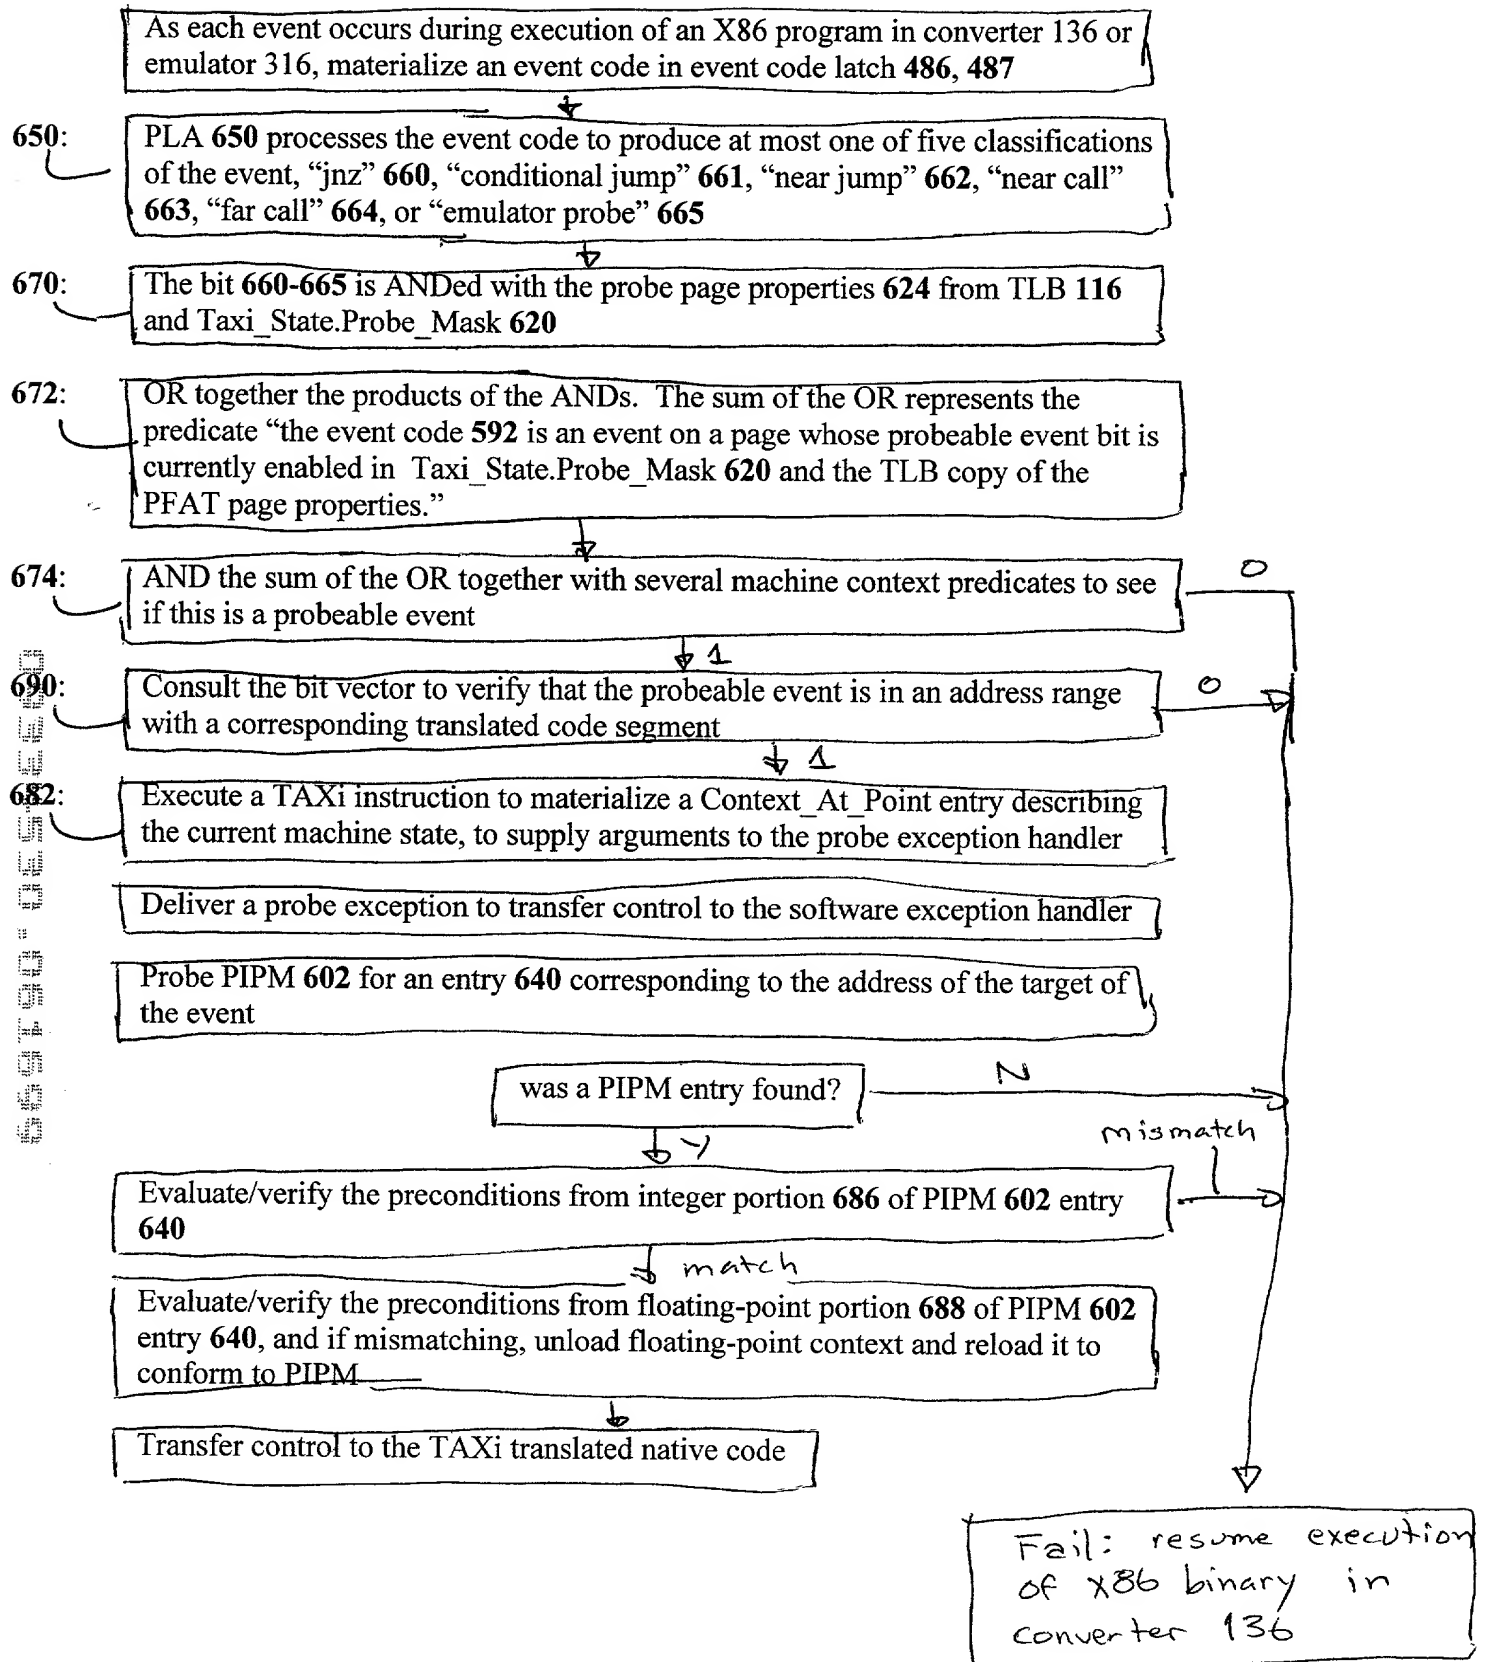 As each event occurs during execution of an X86 program in converter 136 or
emulator 316, materialize an event code in event code latch 486, 487
650:
PLA 650 processes the event code to produce at most one of five classifications
of the event, “jnz” 660, “conditional jump” 661, “near jump” 662, “near call”
663, “far call” 664, or “emulator probe” 665
670:
The bit 660-665 is ANDed with the probe page properties 624 from TLB 116
and Taxi_State.Probe_Mask 620
672:
OR together the products of the ANDs. The sum of the OR represents the
predicate “the event code 592 is an event on a page whose probeable event bit is
currently enabled in Taxi_State.Probe_Mask 620 and the TLB copy of the
PFAT page properties.”
674:
AND the sum of the OR together with several machine context predicates to see
if this is a probeable event
0
1
690:
Consult the bit vector to verify that the probeable event is in an address range
with a corresponding translated code segment
0
1
682:
Execute a TAXi instruction to materialize a Context_At_Point entry describing
the current machine state, to supply arguments to the probe exception handler
Deliver a probe exception to transfer control to the software exception handler
Probe PIPM 602 for an entry 640 corresponding to the address of the target of
the event
was a PIPM entry found?
N
Y
mismatch
Evaluate/verify the preconditions from integer portion 686 of PIPM 602 entry
640
match
Evaluate/verify the preconditions from floating-point portion 688 of PIPM 602
entry 640, and if mismatching, unload floating-point context and reload it to
conform to PIPM
Transfer control to the TAXi translated native code
Fail: resume execution
of X86 binary in
converter 136